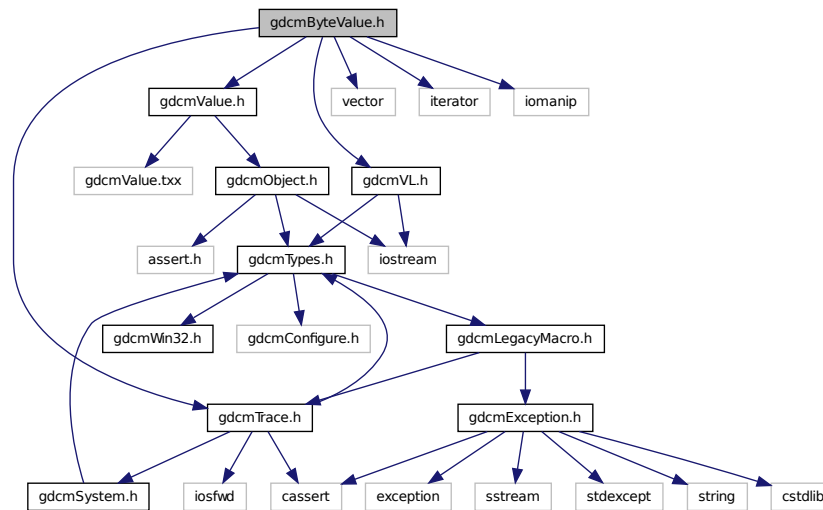 gdcmByteValue.h
gdcmValue.h
vector
iterator
iomanip
gdcmValue.txx
gdcmObject.h
gdcmVL.h
assert.h
gdcmTypes.h
iostream
gdcmWin32.h
gdcmConfigure.h
gdcmLegacyMacro.h
gdcmTrace.h
gdcmException.h
gdcmSystem.h
iosfwd
cassert
exception
sstream
stdexcept
string
cstdlib